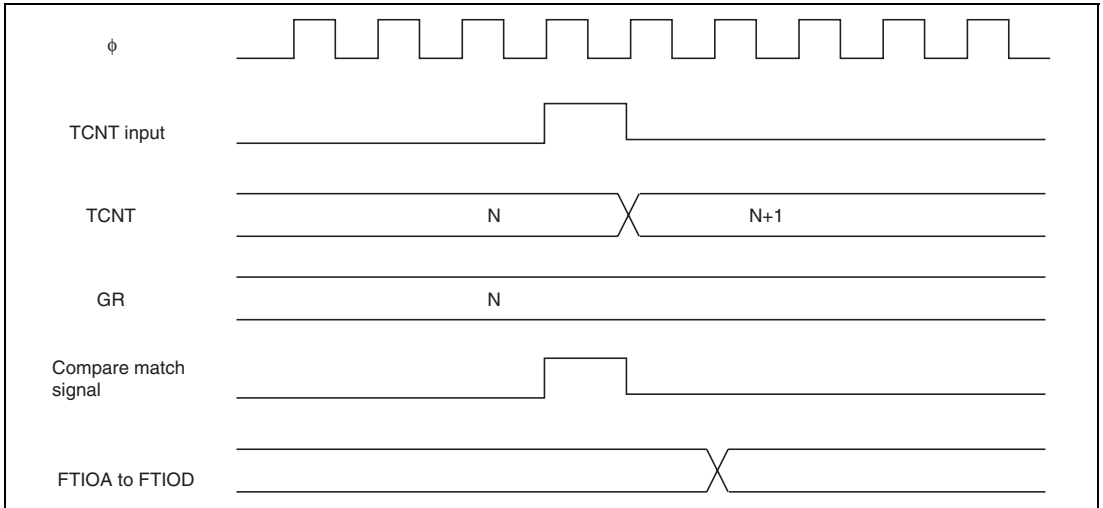 ϕ
TCNT input
TCNT
N
N+1
GR
N
Compare match
signal
FTIOA to FTIOD